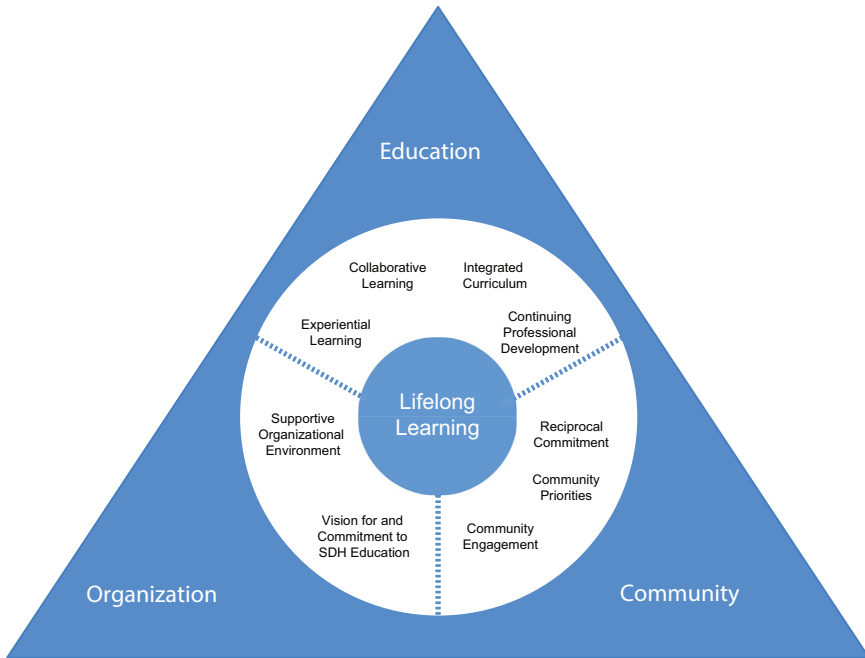 Education
Collaborative
Learning
Integrated
Curriculum
Experiential
Learning
Continuing
Professional
Development
Lifelong
Learning
Supportive
Organizational
Environment
Reciprocal
Commitment
Community
Priorities
Vision for and
Commitment to
SDH Education
Community
Engagement
Organization
Community